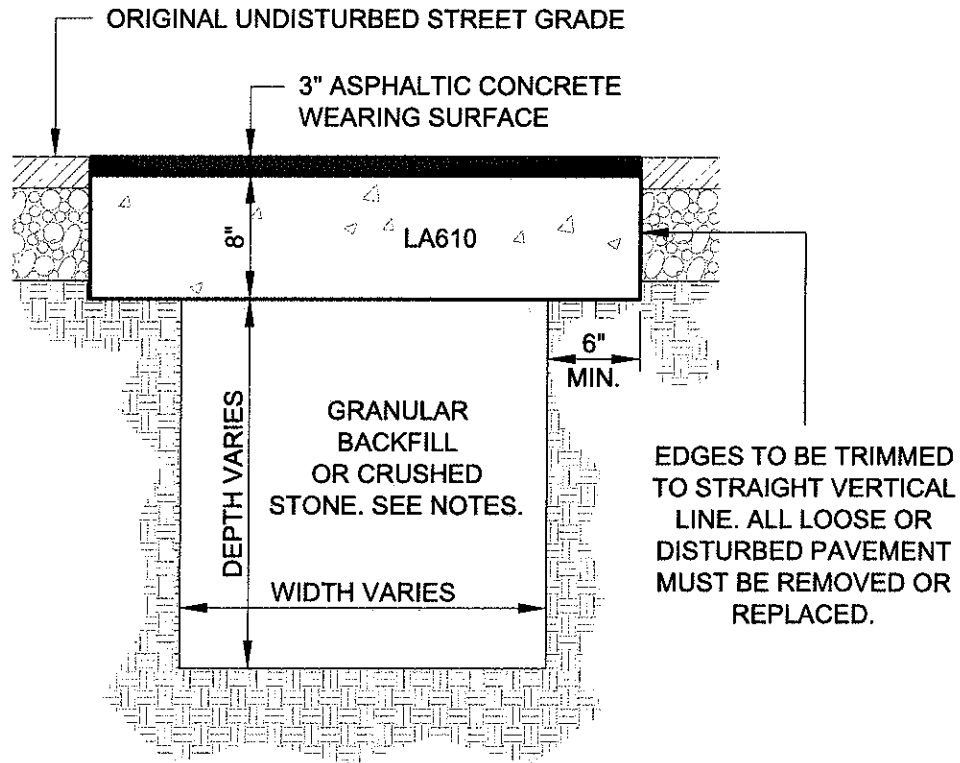 ORIGINAL UNDISTURBED STREET GRADE
3" ASPHALTIC CONCRETE
WEARING SURFACE
8"
LA610
6"
MIN.
DEPTH VARIES
GRANULAR
BACKFILL
OR CRUSHED
STONE. SEE NOTES.
WIDTH VARIES
EDGES TO BE TRIMMED
TO STRAIGHT VERTICAL
LINE. ALL LOOSE OR
DISTURBED PAVEMENT
MUST BE REMOVED OR
REPLACED.